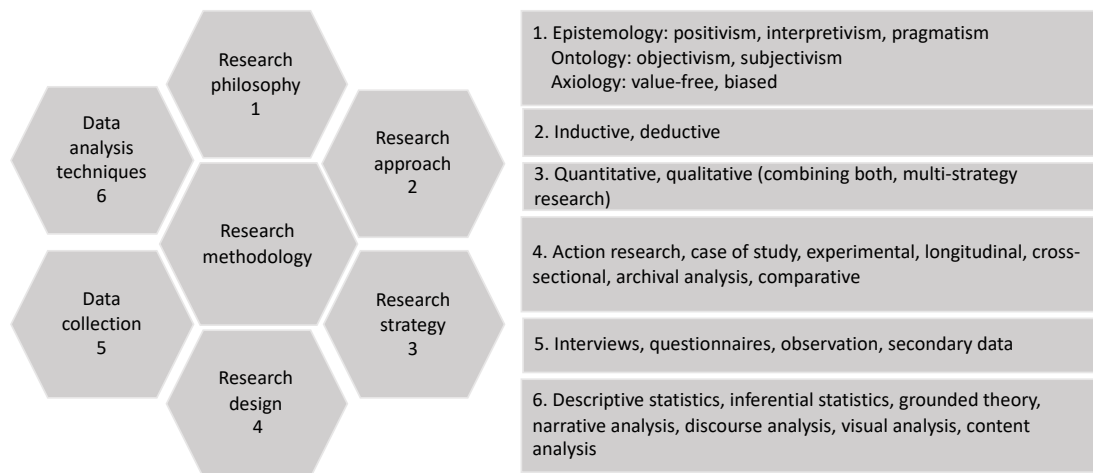 Research
philosophy
1
Research
approach
2
Research
strategy
3
Research
design
4
Data
collection
5
Data
analysis
techniques
6
Research
methodology
1. Epistemology: positivism, interpretivism, pragmatism
Ontology: objectivism, subjectivism
Axiology: value-free, biased
2. Inductive, deductive
3. Quantitative, qualitative (combining both, multi-strategy
research)
4. Action research, case of study, experimental, longitudinal, cross-
sectional, archival analysis, comparative
5. Interviews, questionnaires, observation, secondary data
6. Descriptive statistics, inferential statistics, grounded theory,
narrative analysis, discourse analysis, visual analysis, content
analysis